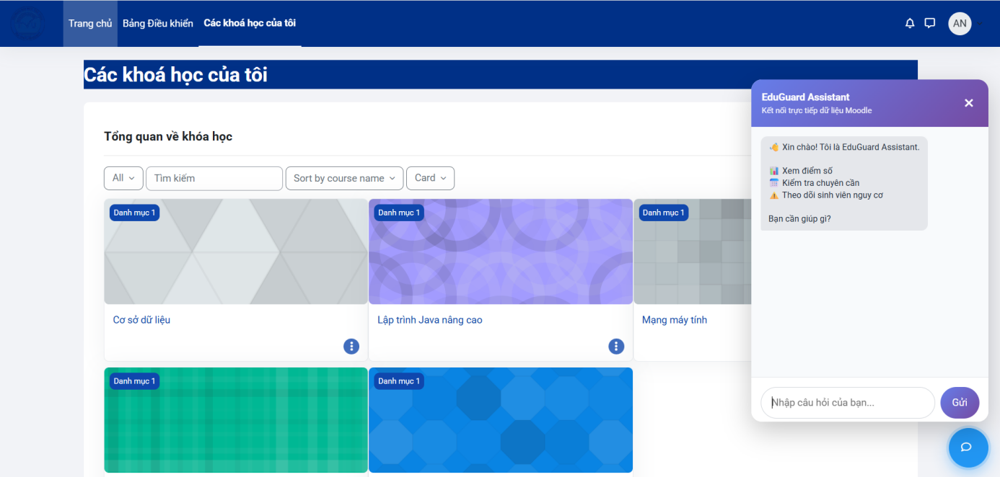 Trang chủ
Bảng Điều khiển
Các khoá học của tôi
AN
Các khoá học của tôi
Tổng quan về khóa học
All
Tìm kiếm
Sort by course name
Card
Danh mục 1
Danh mục 1
Danh mục 1
Cơ sở dữ liệu
Lập trình Java nâng cao
Mạng máy tính
Danh mục 1
Danh mục 1
EduGuard Assistant
Kết nối trực tiếp dữ liệu Moodle
Xin chào! Tôi là EduGuard Assistant.
Xem điểm số
Kiểm tra chuyên cần
Theo dõi sinh viên nguy cơ
Bạn cần giúp gì?
Nhập câu hỏi của bạn...
Gửi